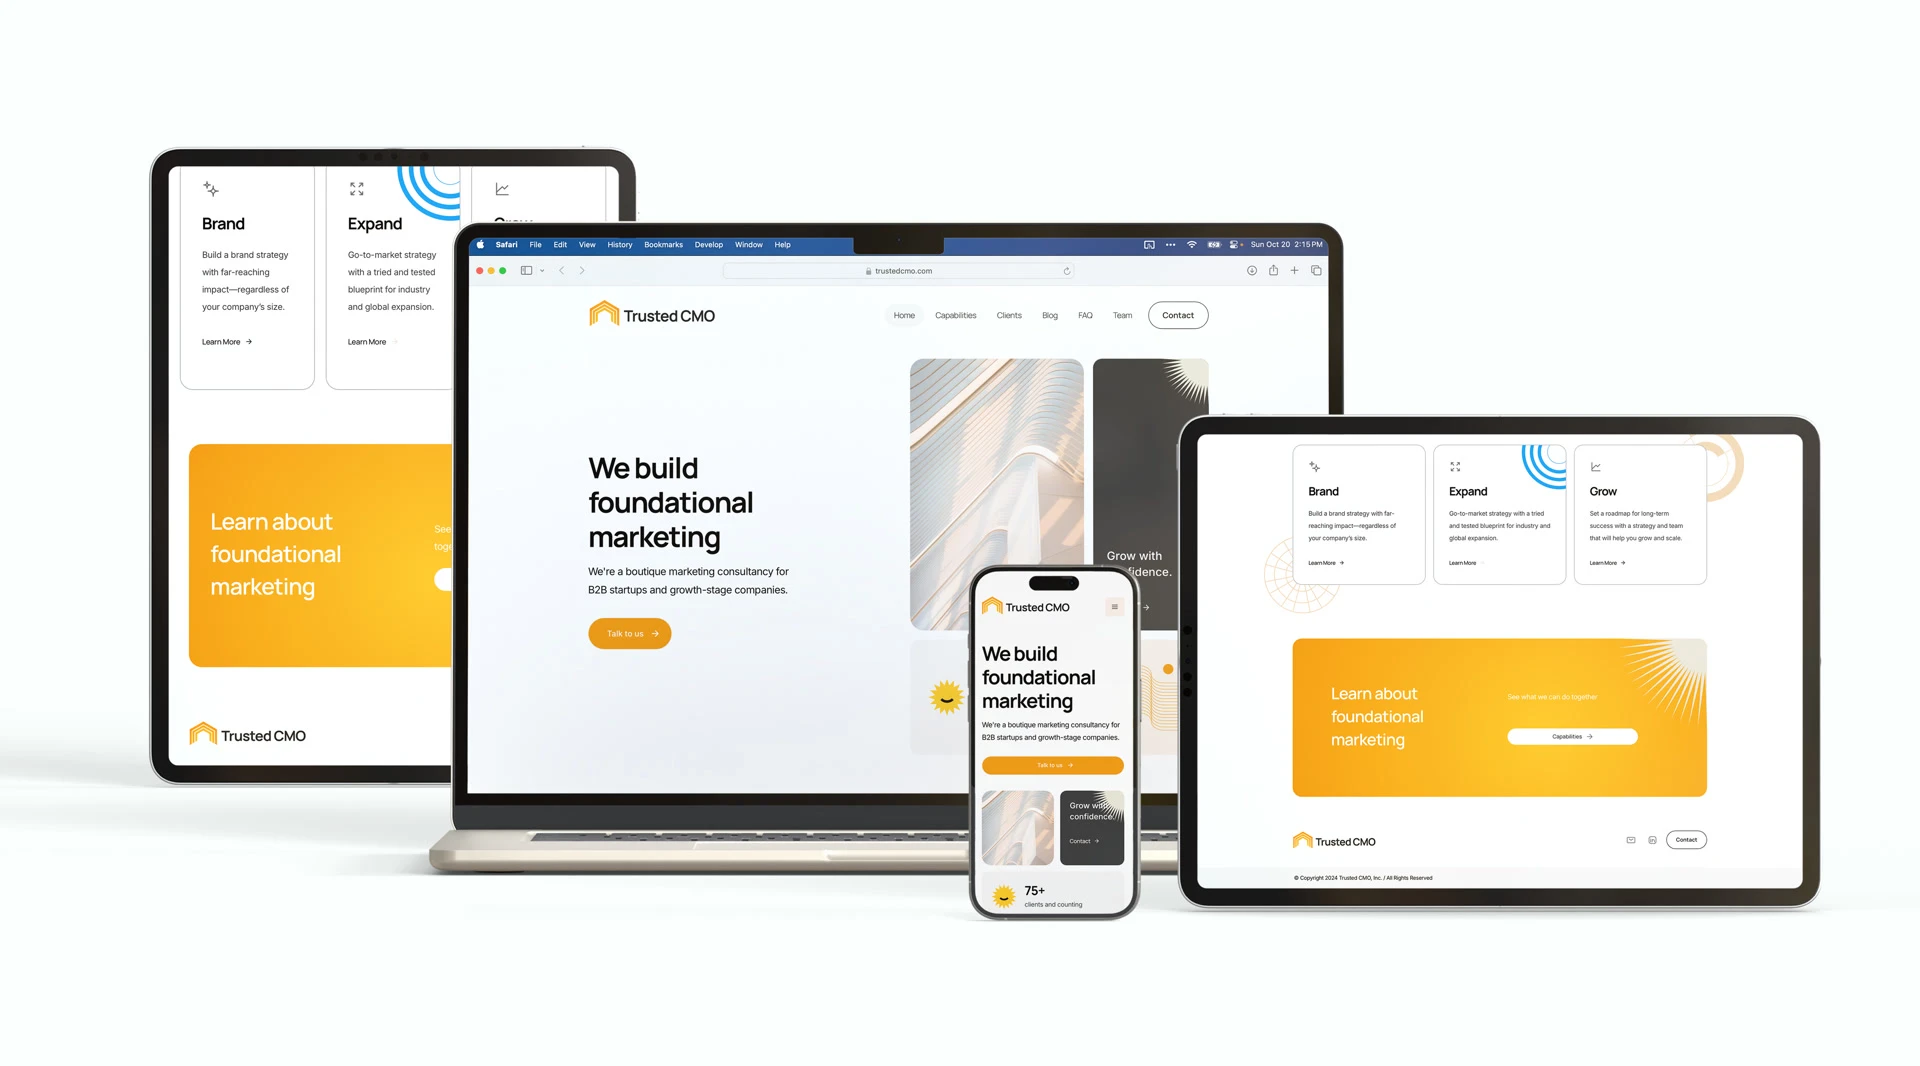 Brand
Build a brand strategy
with far-reaching
impact—regardless of
your company's size.
Learn More
Expand
Go-to-market strategy
with a tried and tested
blueprint for industry
and global expansion.
Learn More
Learn about
foundational
marketing
See
Trusted CMO
Safari File Edit View History Bookmarks Develop Window Help
Sun Oct 20 2:15 PM
trustedcmo.com
Trusted CMO
Home Capabilities Clients Blog FAQ Team Contact
We build
foundational
marketing
We're a boutique marketing consultancy for
B2B startups and growth-stage companies.
Talk to us
Grow with
Trusted CMO
We build
foundational
marketing
We're a boutique marketing consultancy for
B2B startups and growth-stage companies.
Talk to us
Grow with
confidence.
Contact
75+
clients and counting
Brand
Build a brand strategy with far-
reaching impact—regardless of
your company's size.
Learn More
Expand
Go-to-market strategy with a tried
and tested blueprint for industry and
global expansion.
Learn More
Grow
Set a roadmap for long-term
success with a strategy and team
that will help you grow and scale.
Learn More
Learn about
foundational
marketing
See what we can do together
Capabilities
Trusted CMO
Contact
© Copyright 2024 Trusted CMO, Inc. / All Rights Reserved